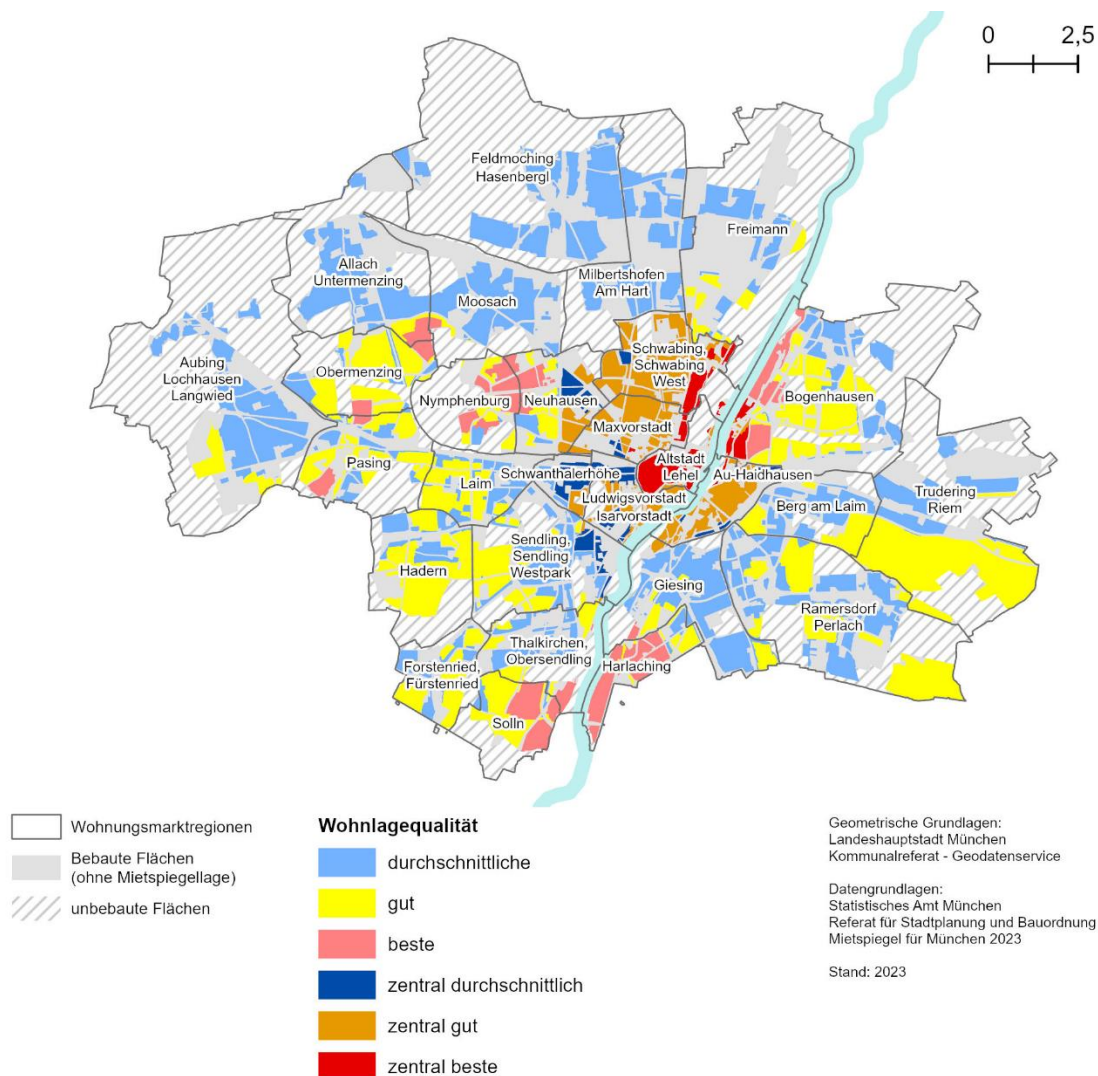 0 2,5
Feldmoching
Hasenbergl
Freimann
Allach
Untermenzing
Milbertshofen
Am Hart
Moosach
Aubing
Lochhausen
Langwied
Obermenzing
Schwabing,
Schwabing
West
Nymphenburg
Neuhausen
Bogenhausen
Maxvorstadt
Pasing
Laim
Schwanthalerhöhe
Altstadt
Lehel
Au-Haidhausen
Ludwigsvorstadt
Isarvorstadt
Berg am Laim
Trudering
Riem
Hadern
Sendling,
Sendling
Westpark
Giesing
Ramersdorf
Perlach
Thalkirchen,
Obersendling
Harlaching
Forstenried,
Fürstenried
Solln
Wohnungsmarktregionen
Bebaute Flächen
(ohne Mietspiegellage)
unbebaute Flächen
Wohnlagequalität
durchschnittliche
gut
beste
zentral durchschnittlich
zentral gut
zentral beste
Geometrische Grundlagen:
Landeshauptstadt München
Kommunalreferat - Geodatenservice
Datengrundlagen:
Statistisches Amt München
Referat für Stadtplanung und Bauordnung
Mietspiegel für München 2023
Stand: 2023